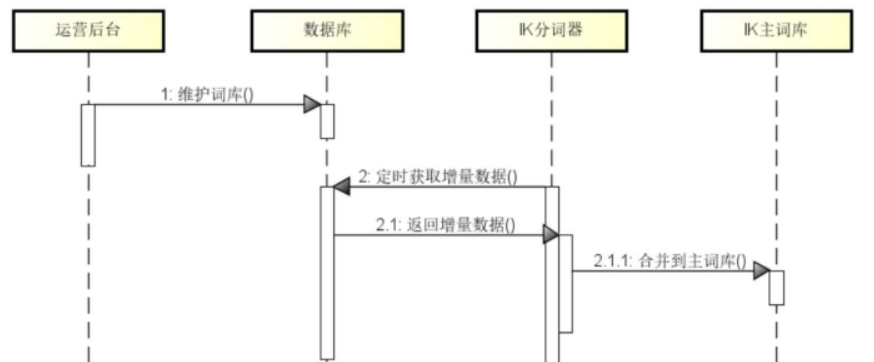 运营后台
数据库
IK分词器
IK主词库
1: 维护词库()
2: 定时获取增量数据()
2.1: 返回增量数据()
2.1.1: 合并到主词库()